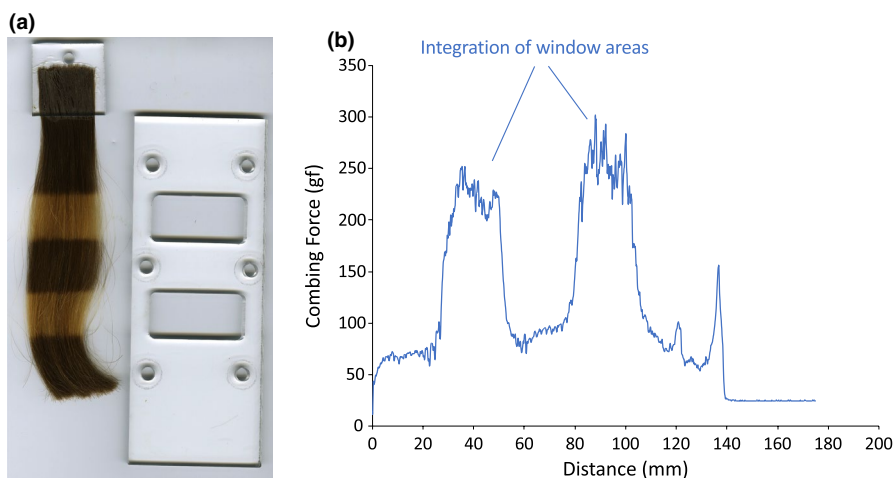 (a)
(b)
Integration of window areas
350
300
250
200
150
100
50
0
Combing Force (gf)
0 20 40 60 80 100 120 140 160 180 200
Distance (mm)